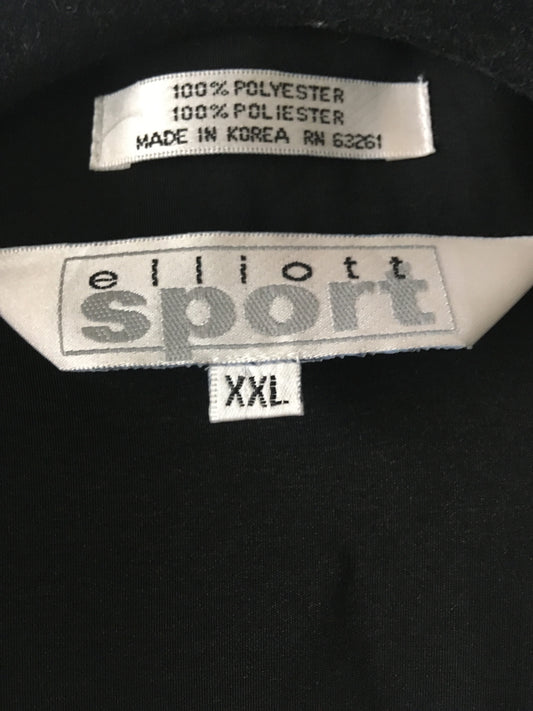 100% POLYESTER
100% POLIESTER
MADE IN KOREA RN 63261
elliott
sport
XXL